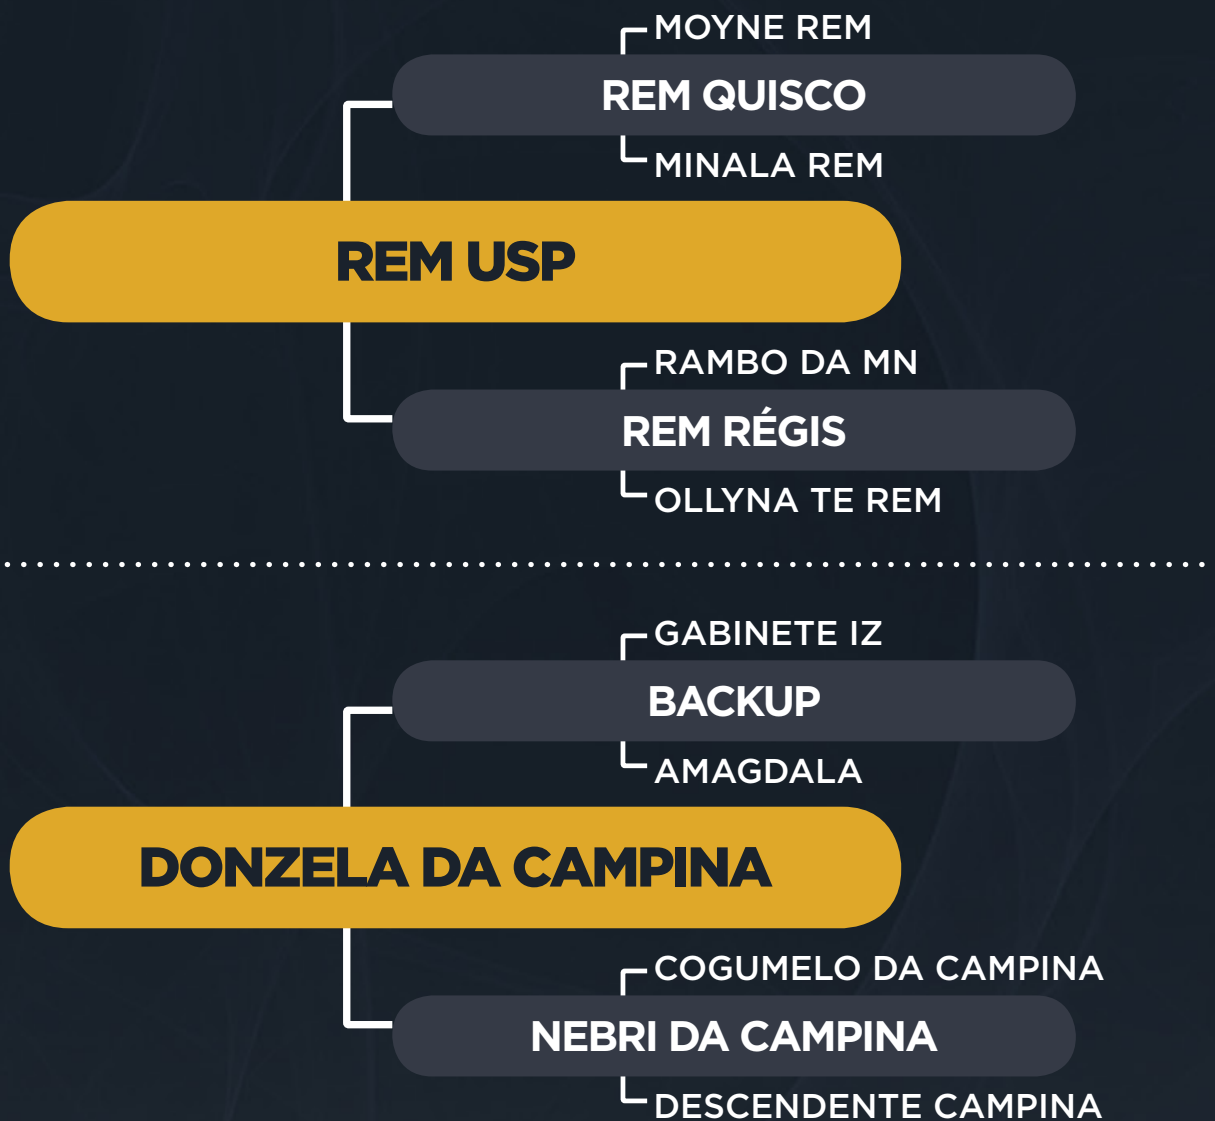 MOYNE REM
REM QUISCO
MINALA REM
REM USP
RAMBO DA MN
REM RÉGIS
OLLYNA TE REM
GABINETE IZ
BACKUP
AMAGDALA
DONZELA DA CAMPINA
COGUMELO DA CAMPINA
NEBRI DA CAMPINA
DESCENDENTE CAMPINA